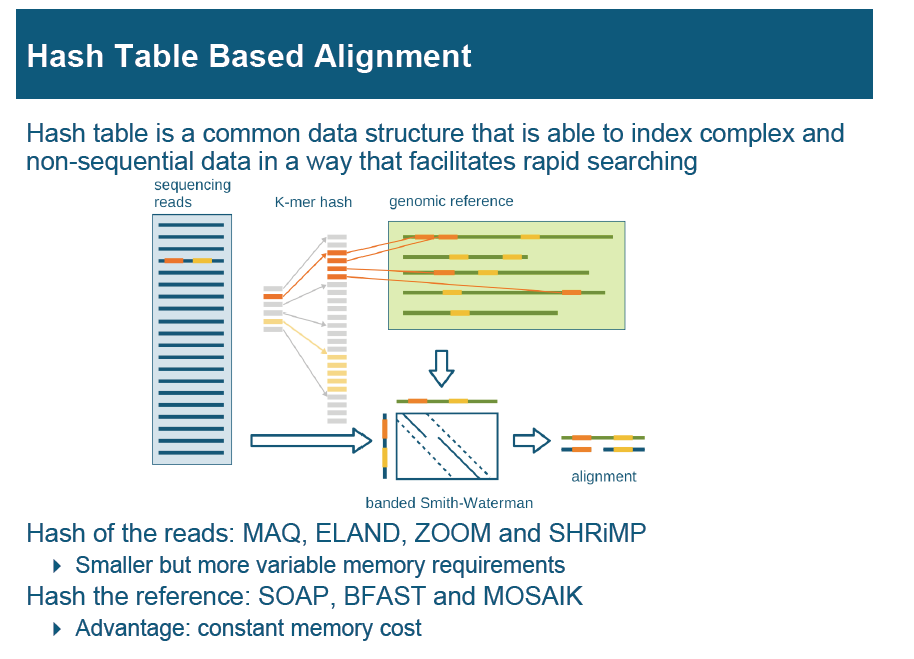 Hash Table Based Alignment
Hash table is a common data structure that is able to index complex and
non-sequential data in a way that facilitates rapid searching
sequencing
reads
K-mer hash
genomic reference
banded Smith-Waterman
alignment
Hash of the reads: MAQ, ELAND, ZOOM and SHRiMP
Smaller but more variable memory requirements
Hash the reference: SOAP, BFAST and MOSAIK
Advantage: constant memory cost